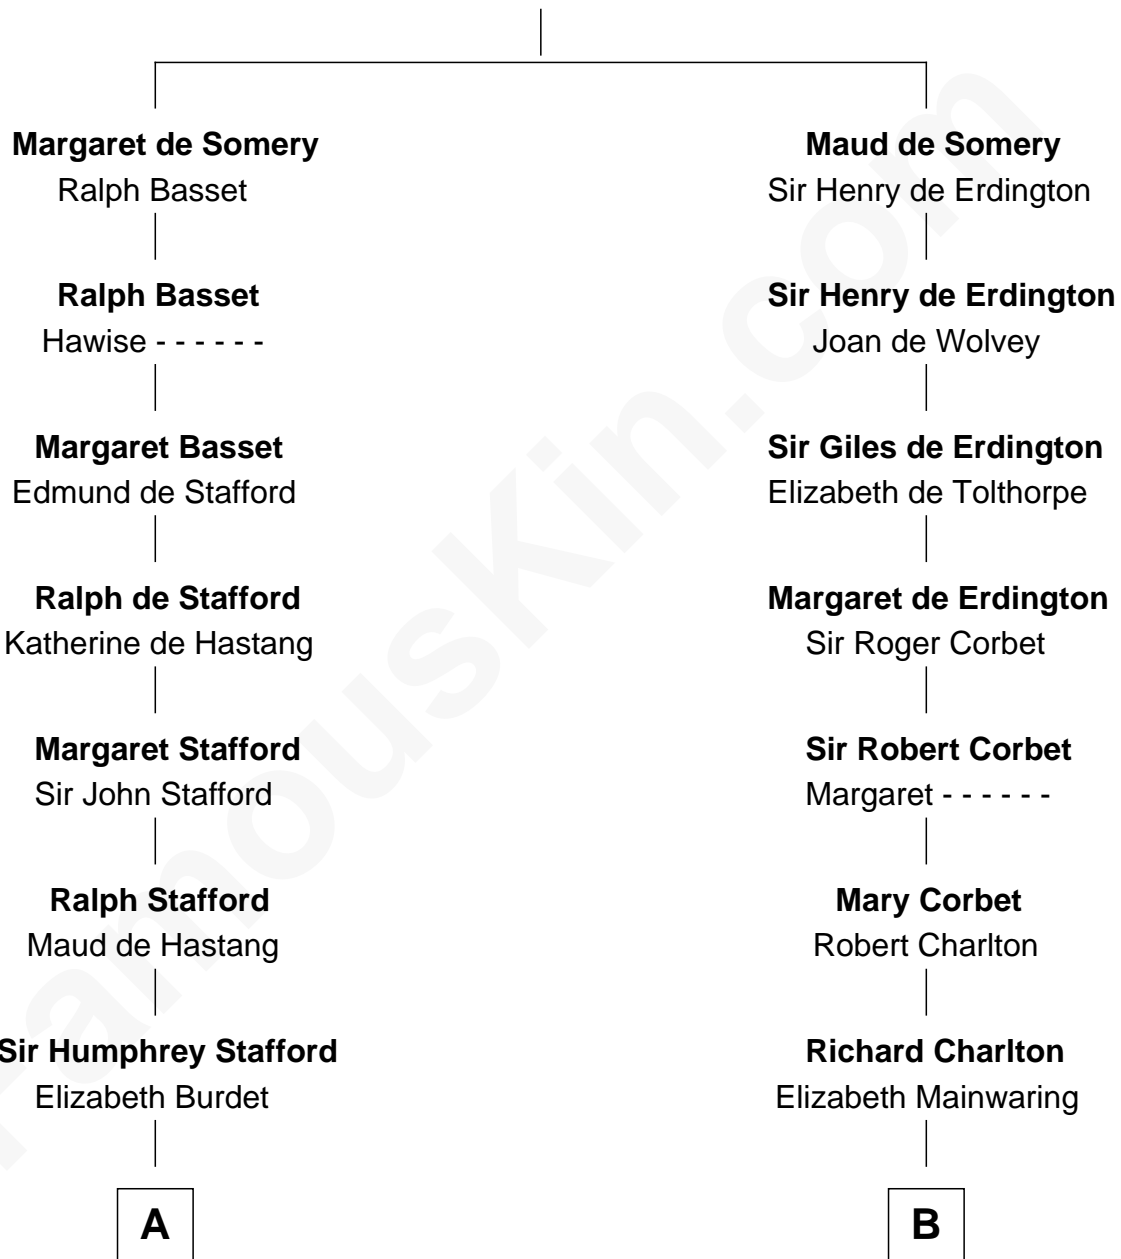 Margaret de Somery
Ralph Basset
Ralph Basset
Hawise - - - - - -
Margaret Basset
Edmund de Stafford
Ralph de Stafford
Katherine de Hastang
Margaret Stafford
Sir John Stafford
Ralph Stafford
Maud de Hastang
Sir Humphrey Stafford
Elizabeth Burdet
A
Maud de Somery
Sir Henry de Erdington
Sir Henry de Erdington
Joan de Wolvey
Sir Giles de Erdington
Elizabeth de Tolthorpe
Margaret de Erdington
Sir Roger Corbet
Sir Robert Corbet
Margaret - - - - - -
Mary Corbet
Robert Charlton
Richard Charlton
Elizabeth Mainwaring
B
FamousKin.com